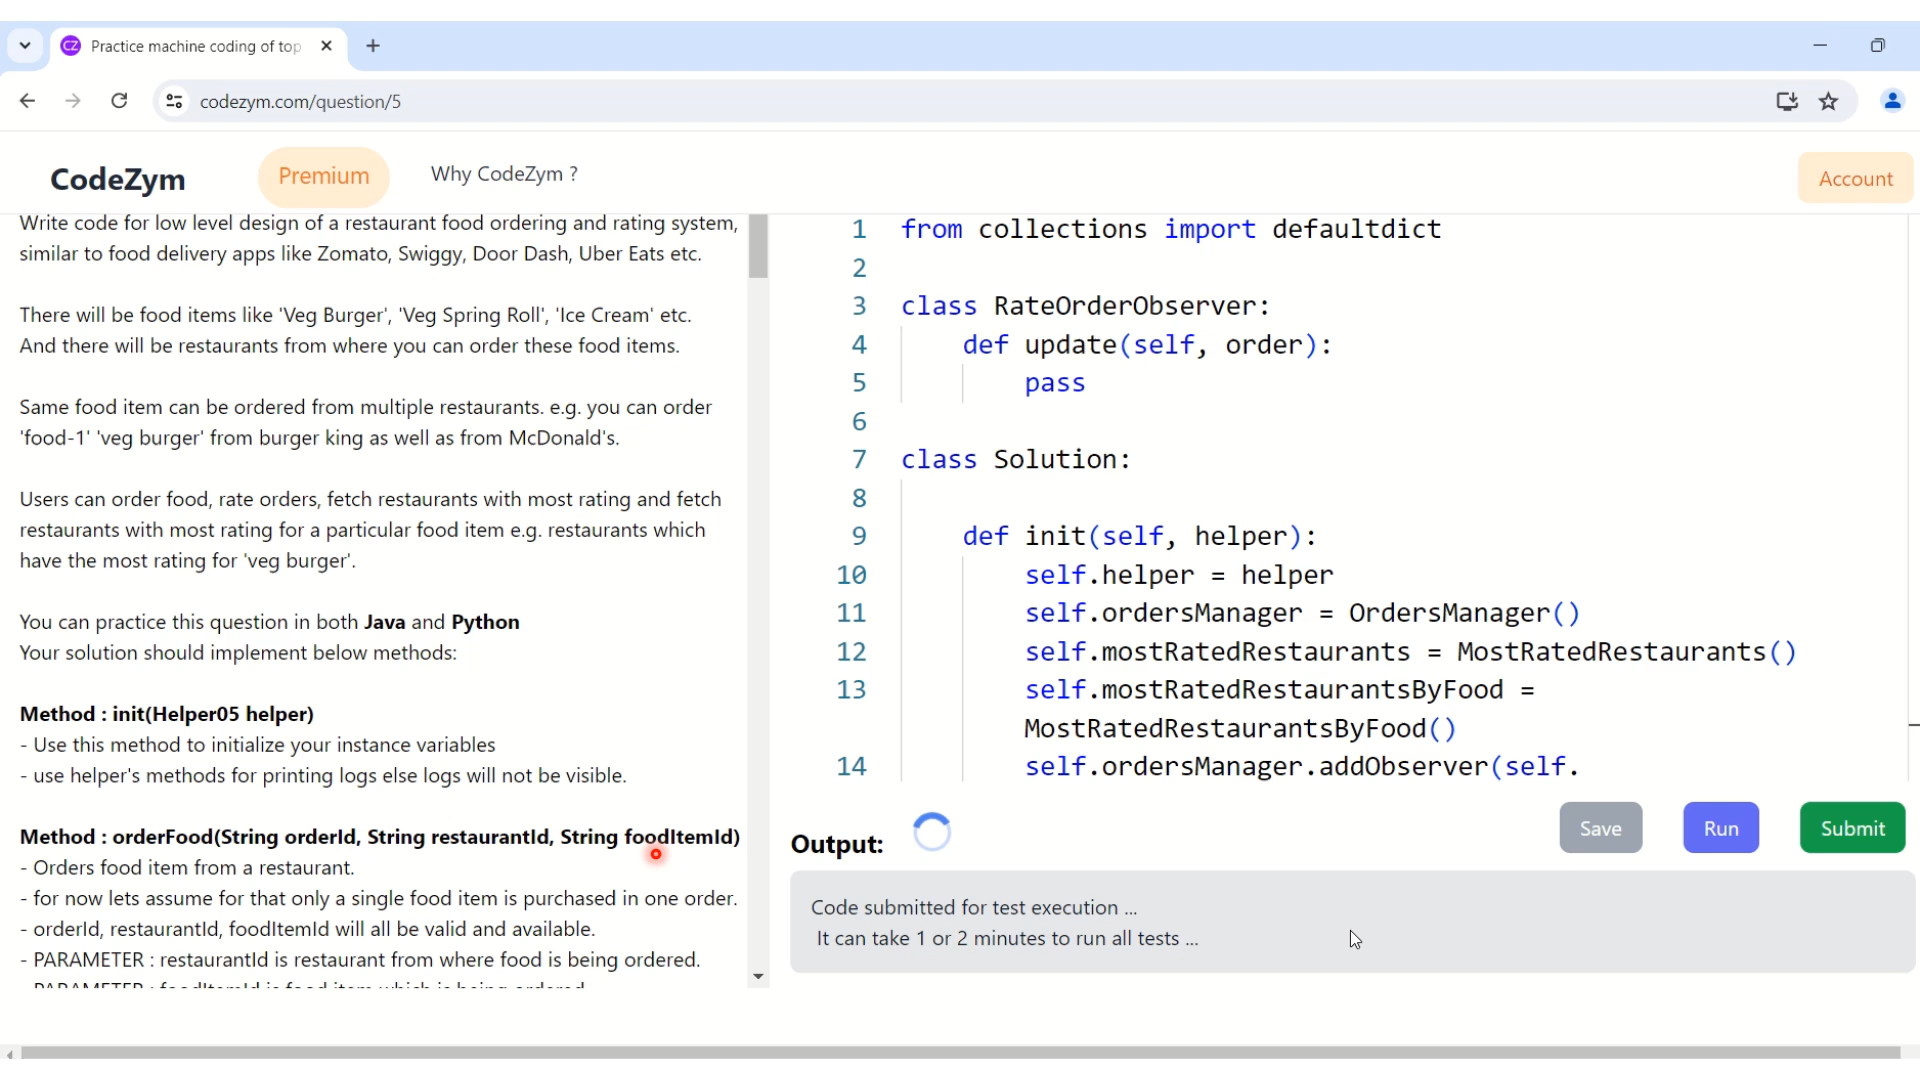 CZ Practice machine coding of top
codezym.com/question/5
CodeZym
Premium
Why CodeZym ?
Account
Write code for low level design of a restaurant food ordering and rating system,
similar to food delivery apps like Zomato, Swiggy, Door Dash, Uber Eats etc.
There will be food items like 'Veg Burger', 'Veg Spring Roll', 'Ice Cream' etc.
And there will be restaurants from where you can order these food items.
Same food item can be ordered from multiple restaurants. e.g. you can order
'food-1' 'veg burger' from burger king as well as from McDonald's.
Users can order food, rate orders, fetch restaurants with most rating and fetch
restaurants with most rating for a particular food item e.g. restaurants which
have the most rating for 'veg burger'.
You can practice this question in both Java and Python
Your solution should implement below methods:
Method : init(Helper05 helper)
- Use this method to initialize your instance variables
- use helper's methods for printing logs else logs will not be visible.
Method : orderFood(String orderId, String restaurantId, String foodItemId)
- Orders food item from a restaurant.
- for now lets assume for that only a single food item is purchased in one order.
- orderId, restaurantId, foodItemId will all be valid and available.
- PARAMETER : restaurantId is restaurant from where food is being ordered.
1 from collections import defaultdict
2
3 class RateOrderObserver:
4 def update(self, order):
5 pass
6
7 class Solution:
8
9 def init(self, helper):
10 self.helper = helper
11 self.ordersManager = OrdersManager()
12 self.mostRatedRestaurants = MostRatedRestaurants()
13 self.mostRatedRestaurantsByFood =
MostRatedRestaurantsByFood()
14 self.ordersManager.addObserver(self.
Output:
Save
Run
Submit
Code submitted for test execution ...
It can take 1 or 2 minutes to run all tests ...